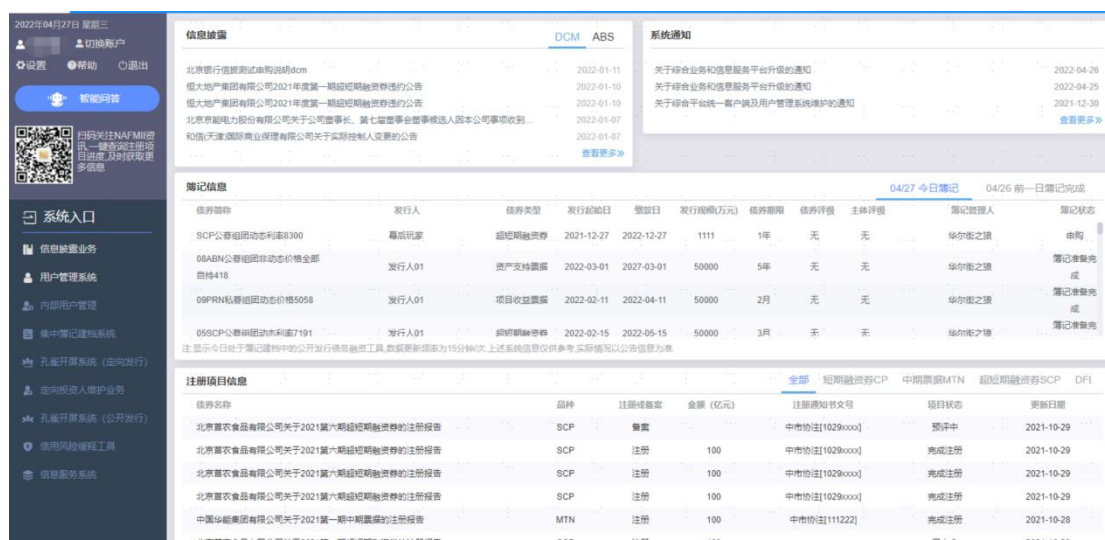 2022年04月27日 星期三
切换账户
设置 帮助 退出
智能问答
扫码关注NAFMII资
讯,一键查询注册项
目进度,及时获取更
多信息
系统入口
信息披露业务
用户管理系统
内部用户管理
集中簿记建档系统
孔雀开屏系统（定向发行）
定向投资人维护业务
孔雀开屏系统（公开发行）
信用风险缓释工具
信息服务系统
信息披露 DCM ABS
北京银行信披测试申购说明dcm 2022-01-11
恒大地产集团有限公司2021年度第一期超短期融资券违约公告 2022-01-10
恒大地产集团有限公司2021年度第一期超短期融资券违约公告 2022-01-10
北京京能电力股份有限公司关于公司董事长、第七届董事会董事候选人因本公司事项收到... 2022-01-07
和信(天津)国际商业保理有限公司关于实际控制人变更的公告 2022-01-07
查看更多
系统通知
关于综合业务和信息服务平台升级的通知 2022-04-26
关于综合业务和信息服务平台升级的通知 2022-04-25
关于综合平台统一客户端及用户管理系统维护的通知 2021-12-30
查看更多
簿记信息 04/27 今日簿记 04/26 前一日簿记完成
债券简称 发行人 债券类型 发行起始日 缴款日 发行规模(万元) 债券期限 债券评级 主体评级 簿记管理人 簿记状态
SCP公募组团动态利率8300 幕后玩家 超短期融资券 2021-12-27 2022-12-27 1111 1年 无 无 华尔街之狼 申购
08ABN公募组团非动态价格全部自持418 发行人01 资产支持票据 2022-03-01 2027-03-01 50000 5年 无 无 华尔街之狼 簿记准备完成
09PRN私募组团动态价格5058 发行人01 项目收益票据 2022-02-11 2022-04-11 50000 2月 无 无 华尔街之狼 簿记准备完成
05SCP公募组团动态利率7191 发行人01 超短期融资券 2022-02-15 2022-05-15 50000 3月 无 无 华尔街之狼 簿记准备完
注:显示今日处于簿记建档中的公开发行债务融资工具,数据更新频率为15分钟/次.上述系统信息仅供参考,实际情况以公告信息为准.
注册项目信息 全部 短期融资券CP 中期票据MTN 超短期融资券SCP DFI
债券名称 品种 注册或备案 金额（亿元） 注册通知书文号 项目状态 更新日期
北京首农食品有限公司关于2021第六期超短期融资券的注册报告 SCP 备案 中市协注[1029xxxx] 预评中 2021-10-29
北京首农食品有限公司关于2021第六期超短期融资券的注册报告 SCP 注册 100 中市协注[1029xxxx] 完成注册 2021-10-29
北京首农食品有限公司关于2021第六期超短期融资券的注册报告 SCP 注册 100 中市协注[1029xxxx] 完成注册 2021-10-29
北京首农食品有限公司关于2021第六期超短期融资券的注册报告 SCP 注册 100 中市协注[1029xxxx] 完成注册 2021-10-29
中国华能集团有限公司关于2021第一期中期票据的注册报告 MTN 注册 100 中市协注[111222] 完成注册 2021-10-28